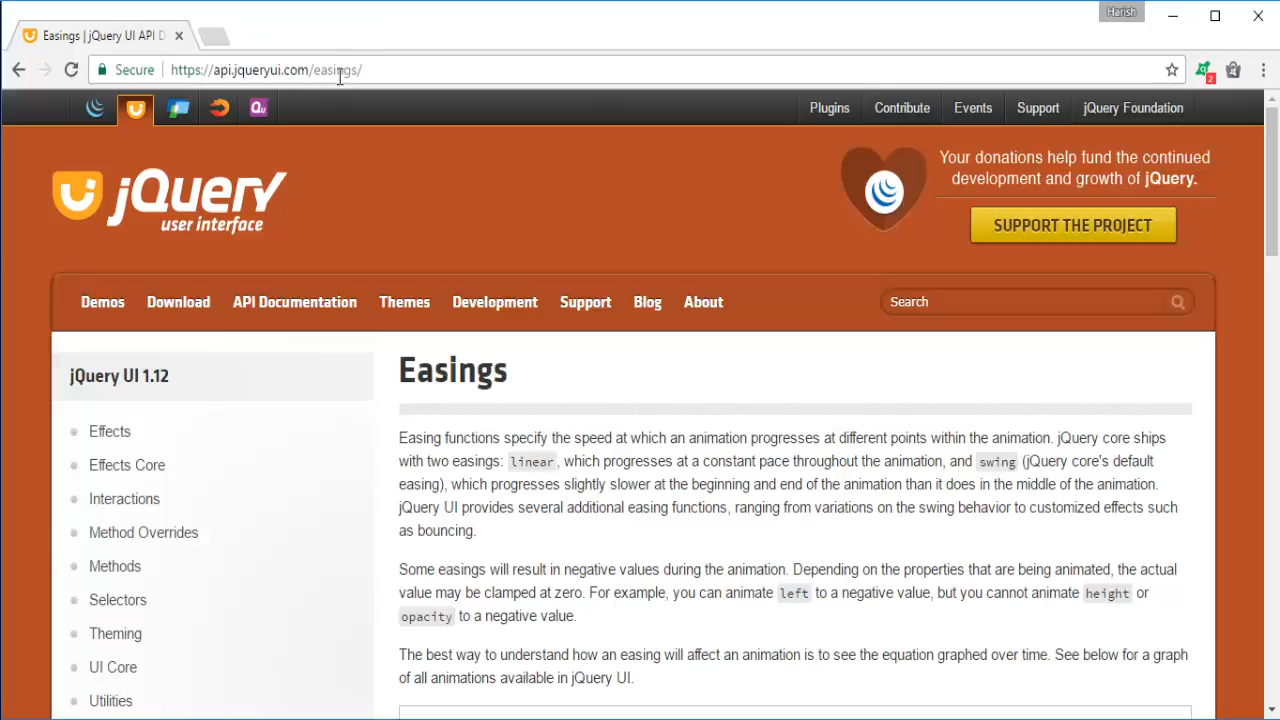 Harish
Easings | jQuery UI API D
Secure
https://api.jqueryui.com/easings/
2
Qu
Plugins
Contribute
Events
Support
jQuery Foundation
jQuery
user interface
Your donations help fund the continued
development and growth of jQuery.
SUPPORT THE PROJECT
Demos
Download
API Documentation
Themes
Development
Support
Blog
About
Search
jQuery UI 1.12
Effects
Effects Core
Interactions
Method Overrides
Methods
Selectors
Theming
UI Core
Utilities
Easings
Easing functions specify the speed at which an animation progresses at different points within the animation. jQuery core ships
with two easings: linear, which progresses at a constant pace throughout the animation, and swing (jQuery core's default
easing), which progresses slightly slower at the beginning and end of the animation than it does in the middle of the animation.
jQuery UI provides several additional easing functions, ranging from variations on the swing behavior to customized effects such
as bouncing.
Some easings will result in negative values during the animation. Depending on the properties that are being animated, the actual
value may be clamped at zero. For example, you can animate left to a negative value, but you cannot animate height or
opacity to a negative value.
The best way to understand how an easing will affect an animation is to see the equation graphed over time. See below for a graph
of all animations available in jQuery UI.